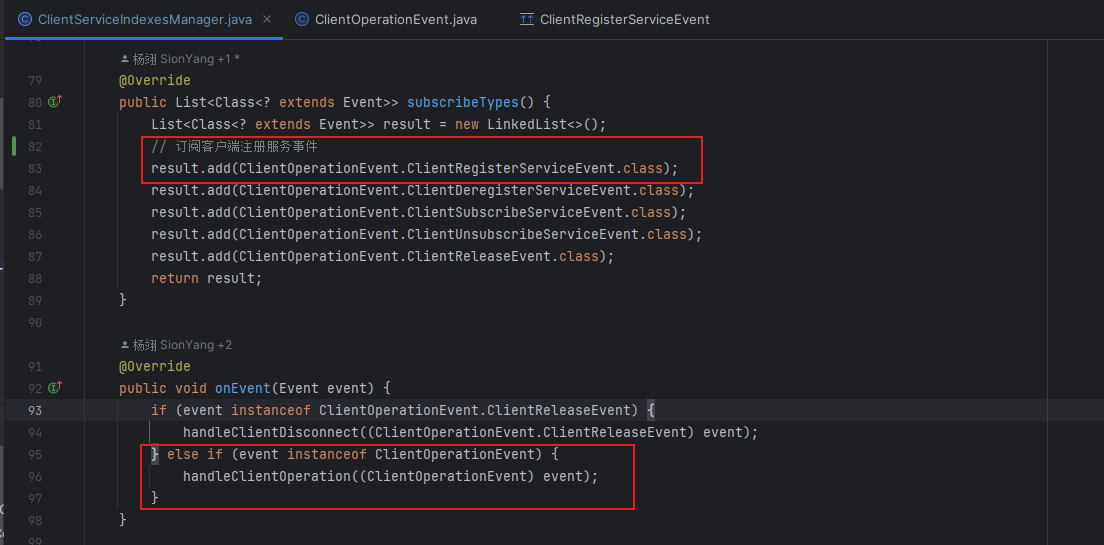 ClientServiceIndexesManager.java × ClientOperationEvent.java ClientRegisterServiceEvent
杨翊 SionYang +1 *
79 @Override
80 public List<Class<? extends Event>> subscribeTypes() {
81 List<Class<? extends Event>> result = new LinkedList<>();
82 // 订阅客户端注册服务事件
83 result.add(ClientOperationEvent.ClientRegisterServiceEvent.class);
84 result.add(ClientOperationEvent.ClientDeregisterServiceEvent.class);
85 result.add(ClientOperationEvent.ClientSubscribeServiceEvent.class);
86 result.add(ClientOperationEvent.ClientUnsubscribeServiceEvent.class);
87 result.add(ClientOperationEvent.ClientReleaseEvent.class);
88 return result;
89 }
90
杨翊 SionYang +2
91 @Override
92 public void onEvent(Event event) {
93 if (event instanceof ClientOperationEvent.ClientReleaseEvent) {
94 handleClientDisconnect((ClientOperationEvent.ClientReleaseEvent) event);
95 } else if (event instanceof ClientOperationEvent) {
96 handleClientOperation((ClientOperationEvent) event);
97 }
98 }